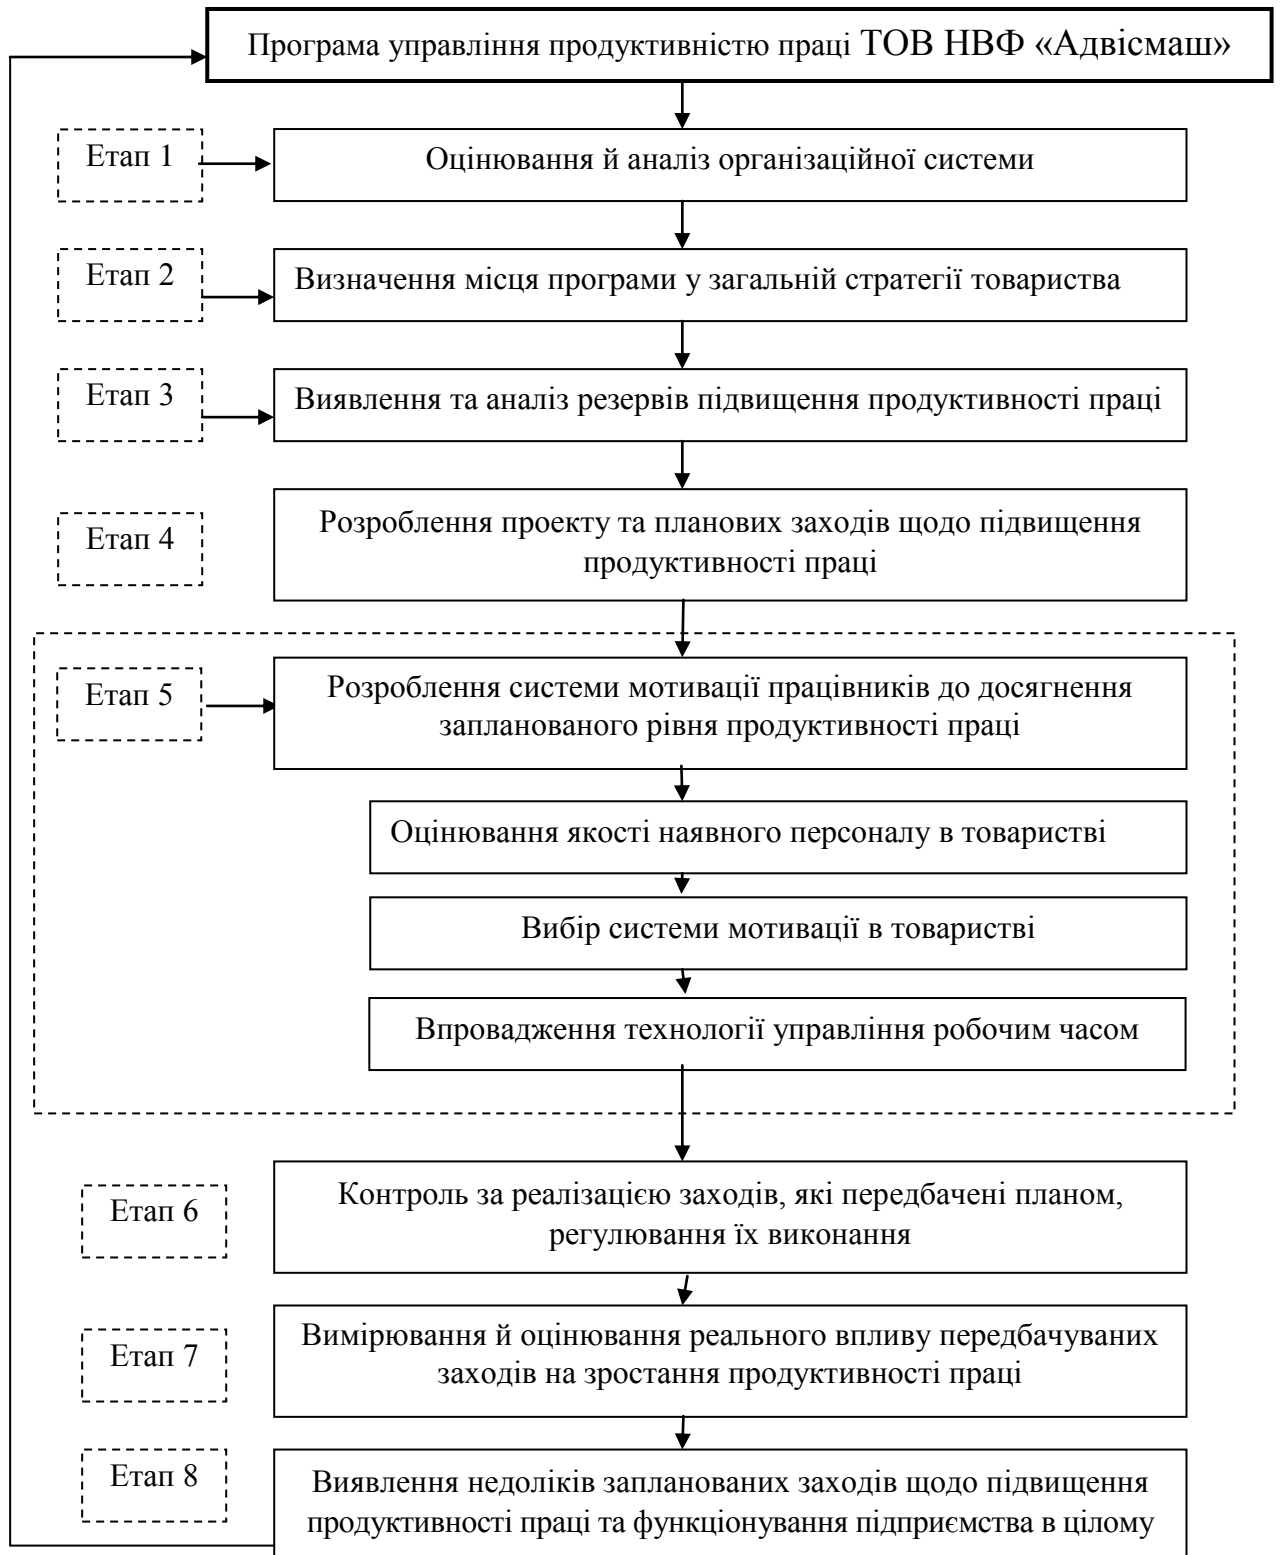 Програма управління продуктивністю праці ТОВ НВФ «Адвісмаш»
Етап 1
Оцінювання й аналіз організаційної системи
Етап 2
Визначення місця програми у загальній стратегії товариства
Етап 3
Виявлення та аналіз резервів підвищення продуктивності праці
Етап 4
Розроблення проекту та планових заходів щодо підвищення
продуктивності праці
Етап 5
Розроблення системи мотивації працівників до досягнення
запланованого рівня продуктивності праці
Оцінювання якості наявного персоналу в товаристві
Вибір системи мотивації в товаристві
Впровадження технології управління робочим часом
Етап 6
Контроль за реалізацією заходів, які передбачені планом,
регулювання їх виконання
Етап 7
Вимірювання й оцінювання реального впливу передбачуваних
заходів на зростання продуктивності праці
Етап 8
Виявлення недоліків запланованих заходів щодо підвищення
продуктивності праці та функціонування підприємства в цілому